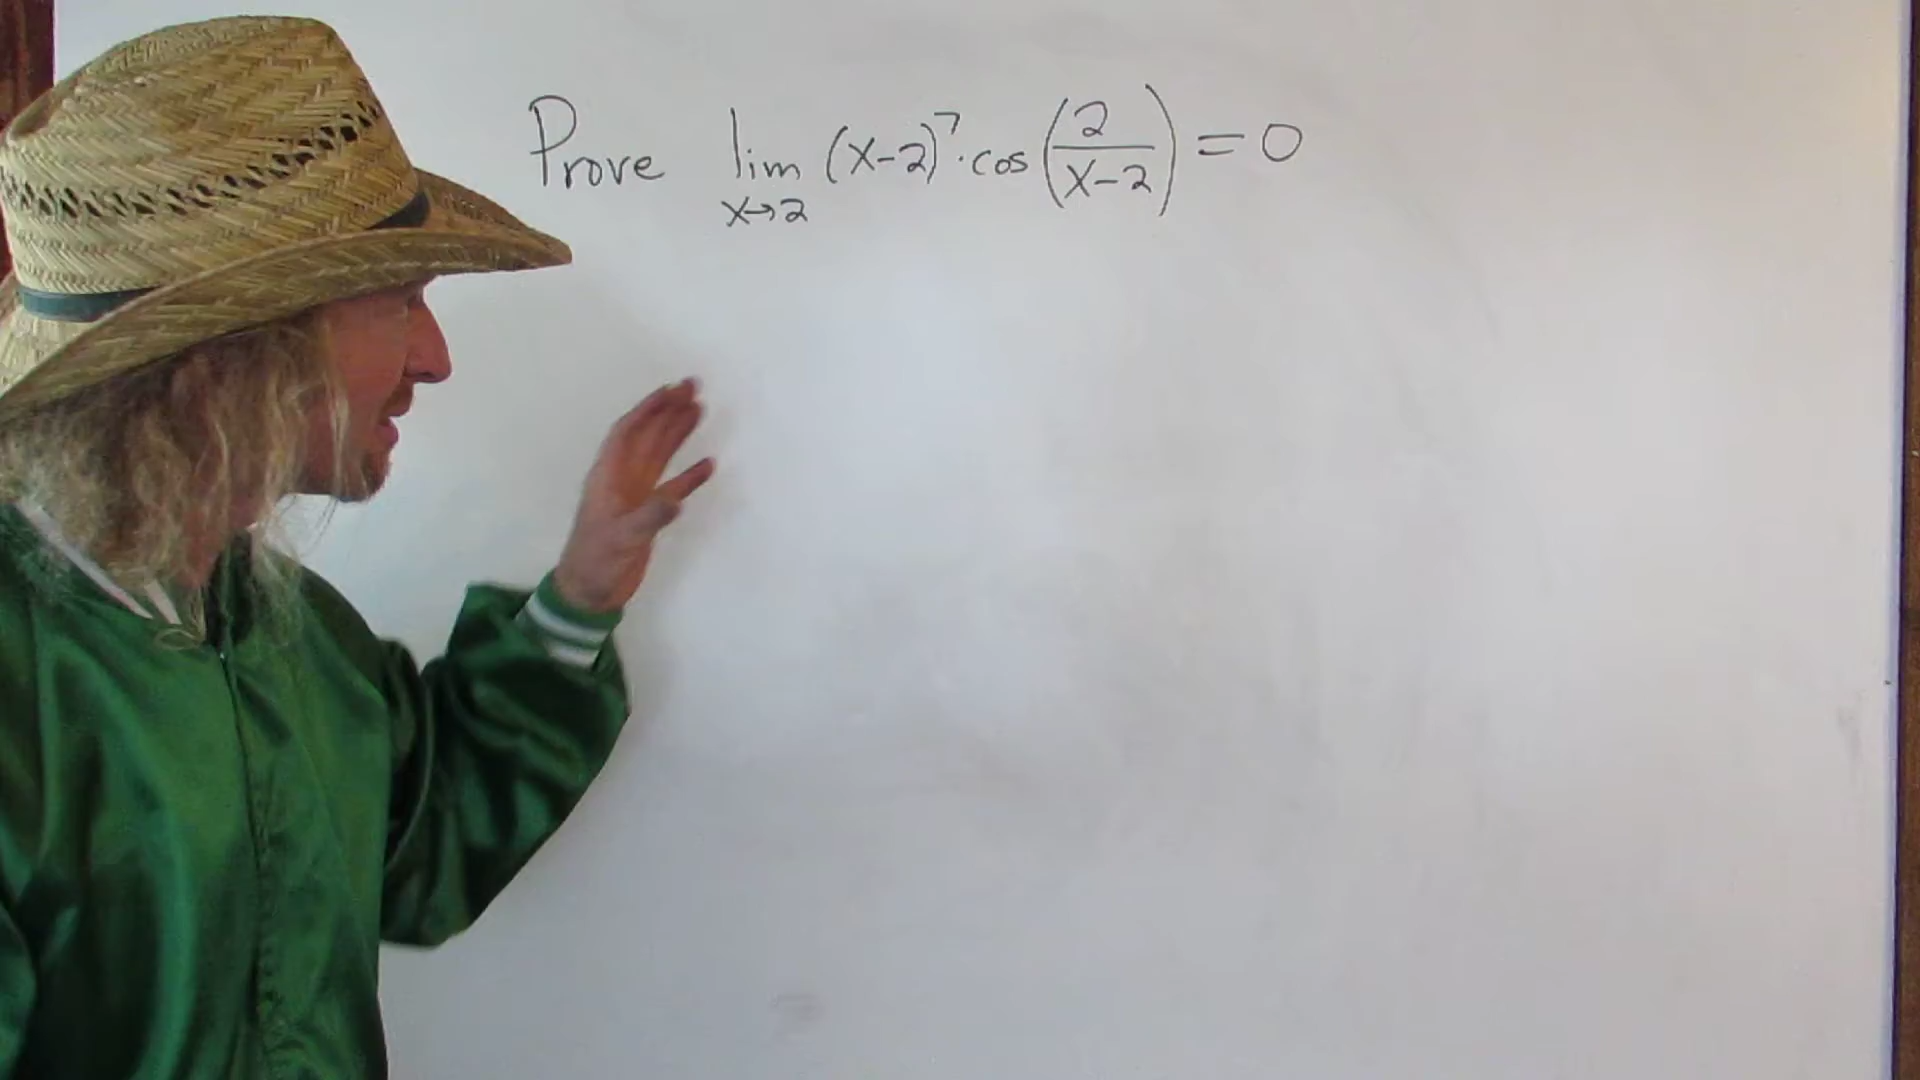 Prove lim x→2 (x-2)^7 · cos(2/(x-2)) = 0